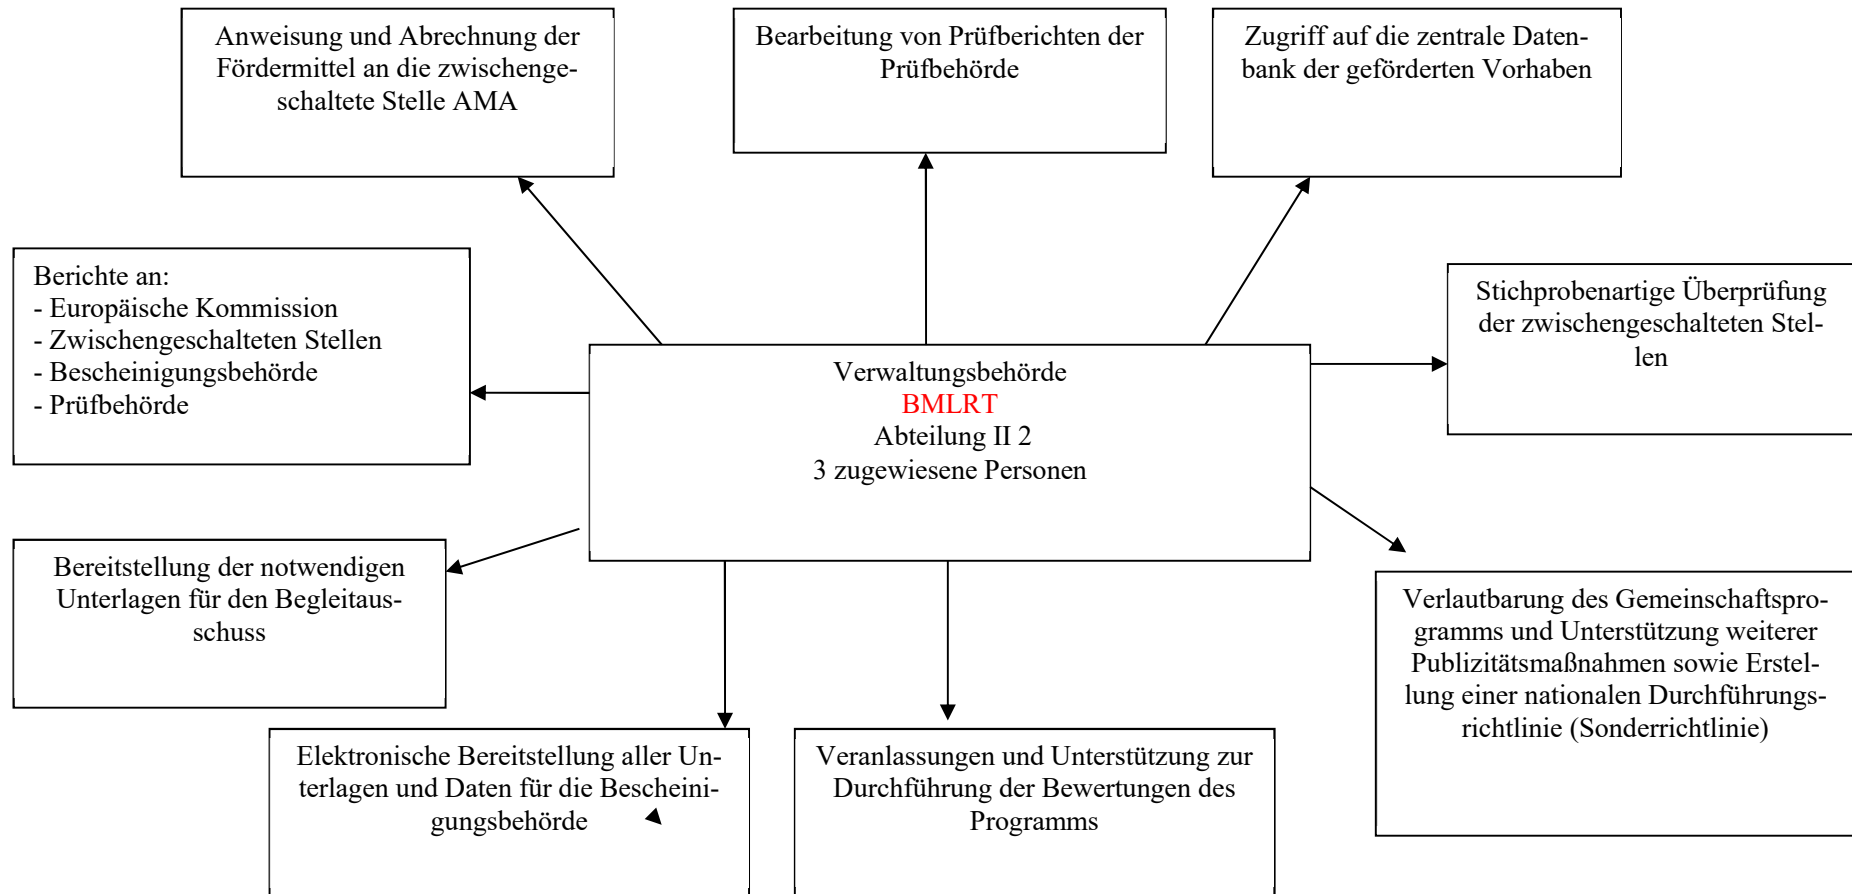 Anweisung und Abrechnung der
Fördermittel an die zwischenge-
schaltete Stelle AMA
Bearbeitung von Prüfberichten der
Prüfbehörde
Zugriff auf die zentrale Daten-
bank der geförderten Vorhaben
Berichte an:
- Europäische Kommission
- Zwischengeschalteten Stellen
- Bescheinigungsbehörde
- Prüfbehörde
Stichprobenartige Überprüfung
der zwischengeschalteten Stel-
len
Verwaltungsbehörde
BMLRT
Abteilung II 2
3 zugewiesene Personen
Bereitstellung der notwendigen
Unterlagen für den Begleitaus-
schuss
Verlautbarung des Gemeinschaftspro-
gramms und Unterstützung weiterer
Publizitätsmaßnahmen sowie Erstel-
lung einer nationalen Durchführungs-
richtlinie (Sonderrichtlinie)
Elektronische Bereitstellung aller Un-
terlagen und Daten für die Bescheini-
gungsbehörde
Veranlassungen und Unterstützung zur
Durchführung der Bewertungen des
Programms